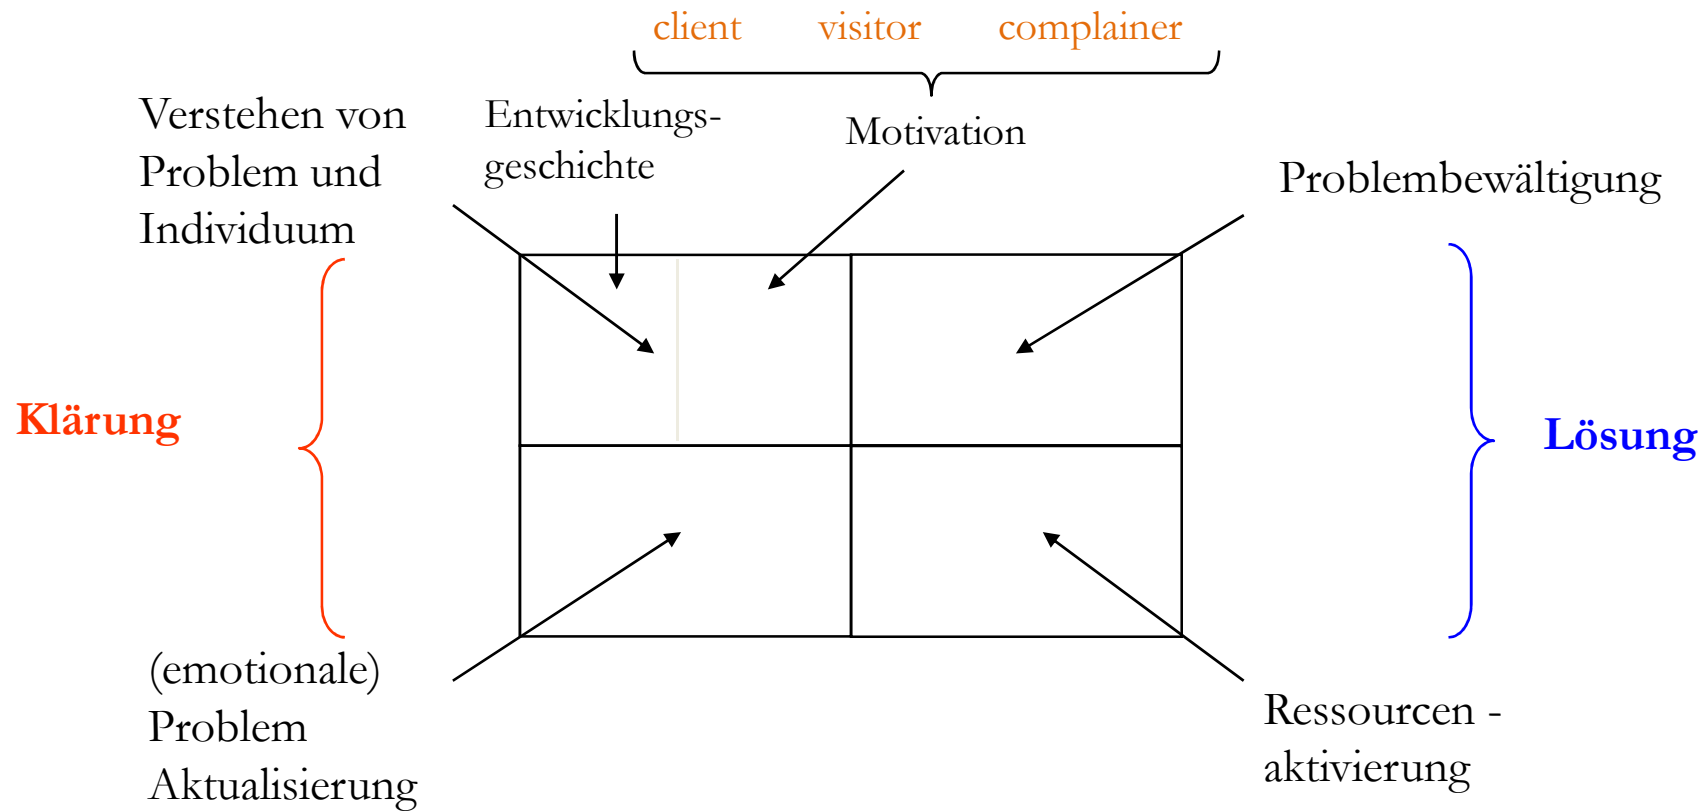 client visitor complainer
Verstehen von
Problem und
Individuum
Entwicklungs-
geschichte
Motivation
Problembewältigung
Klärung
Lösung
(emotionale)
Problem
Aktualisierung
Ressourcen -
aktivierung